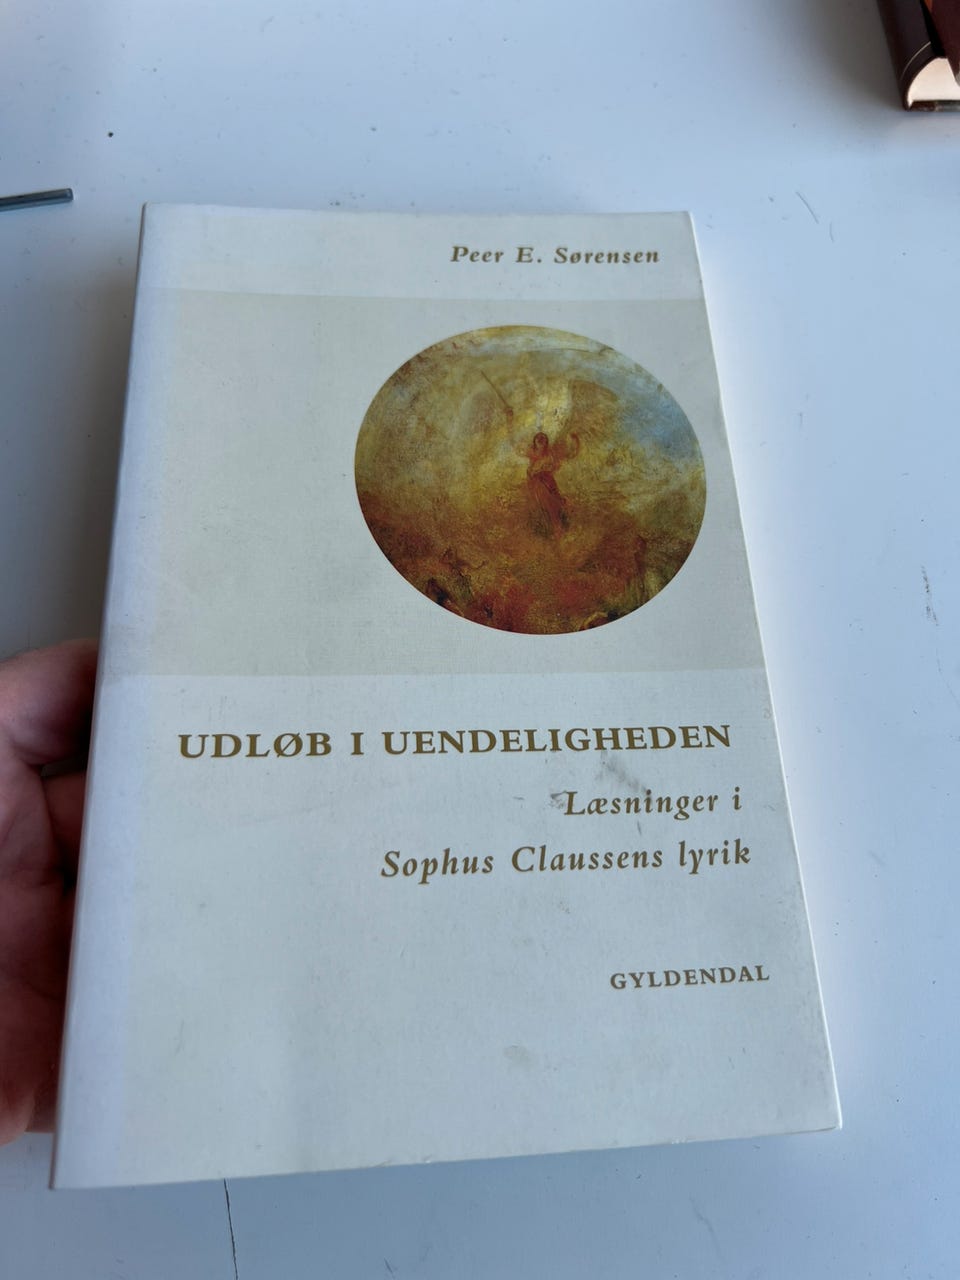 Peer E. Sørensen
UDLØB I UENDELIGHEDEN
Læsninger i
Sophus Claussens lyrik
GYLDENDAL